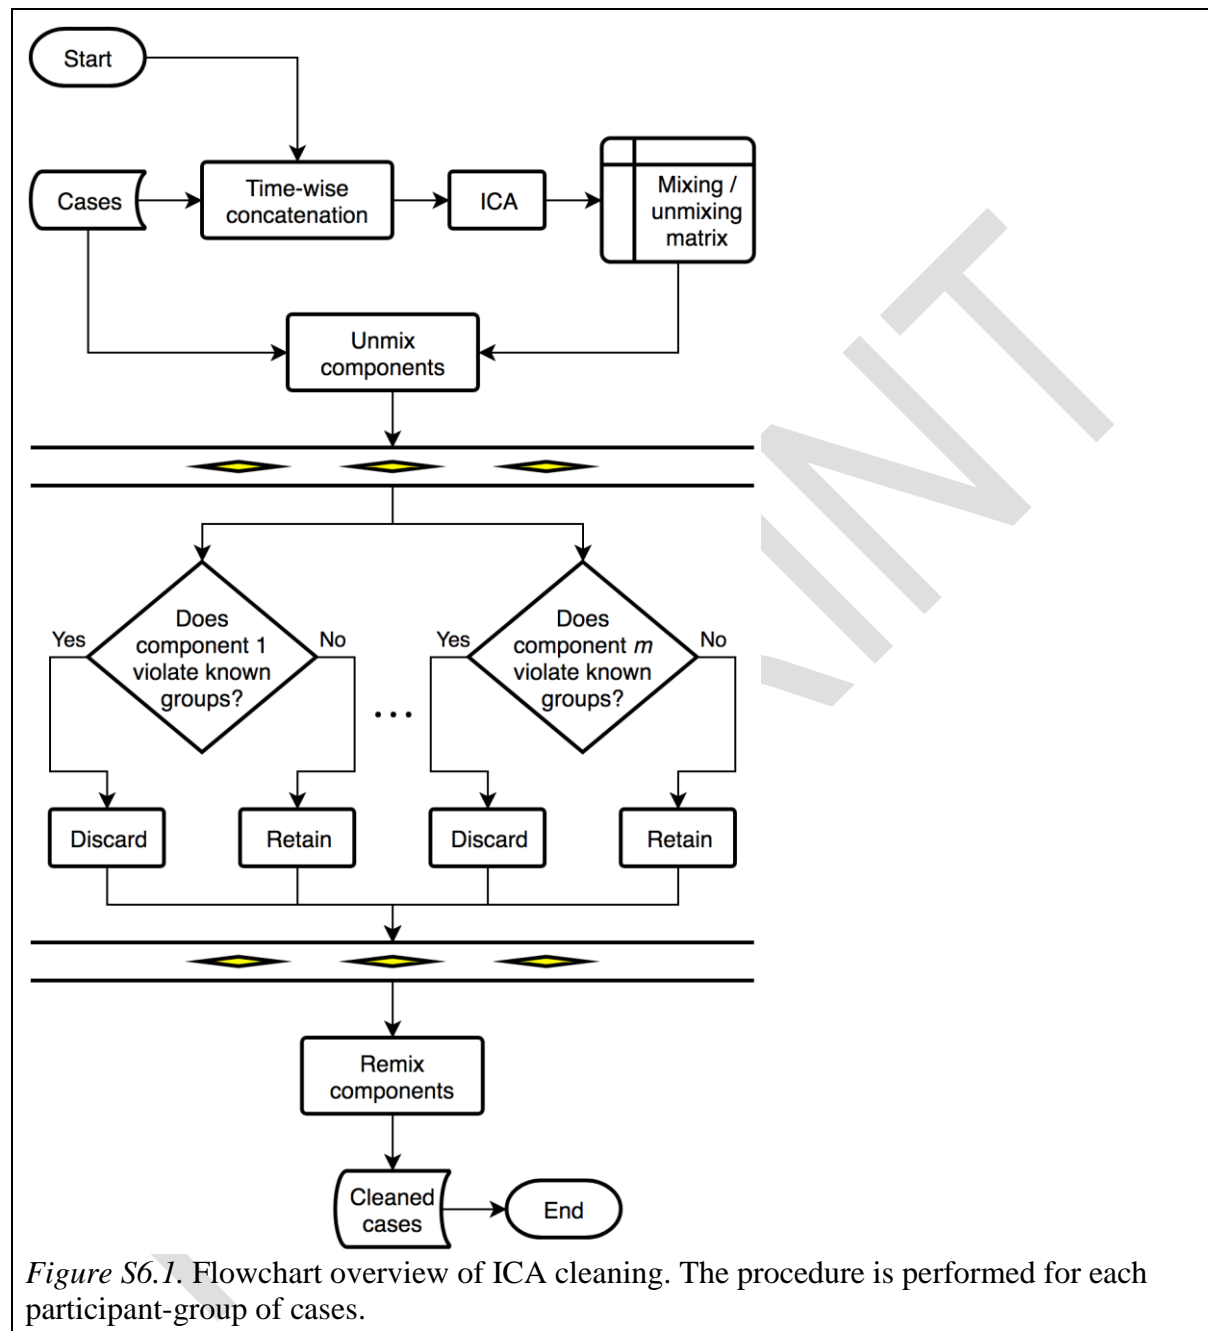 Start
Cases
Time-wise
concatenation
ICA
Mixing /
unmixing
matrix
Unmix
components
Yes
Does
component 1
violate known
groups?
No
...
Yes
Does
component m
violate known
groups?
No
Discard
Retain
Discard
Retain
Remix
components
Cleaned
cases
End
Figure S6.1. Flowchart overview of ICA cleaning. The procedure is performed for each
participant-group of cases.